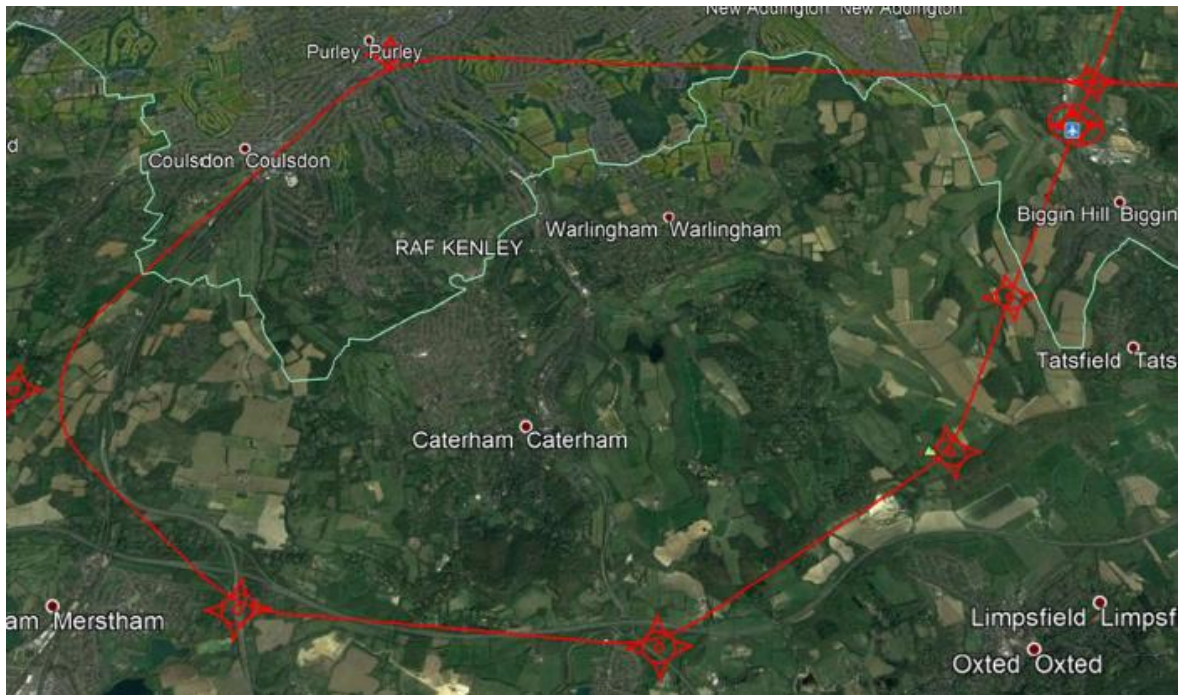 New Addington New Addington
Purley Purley
d
Coulsdon Coulsdon
Warlingham Warlingham
Biggin Hill Biggin
RAF KENLEY
Tatsfield Tats
Caterham Caterham
am Merstham
Limpsfield Limpsf
Oxted Oxted